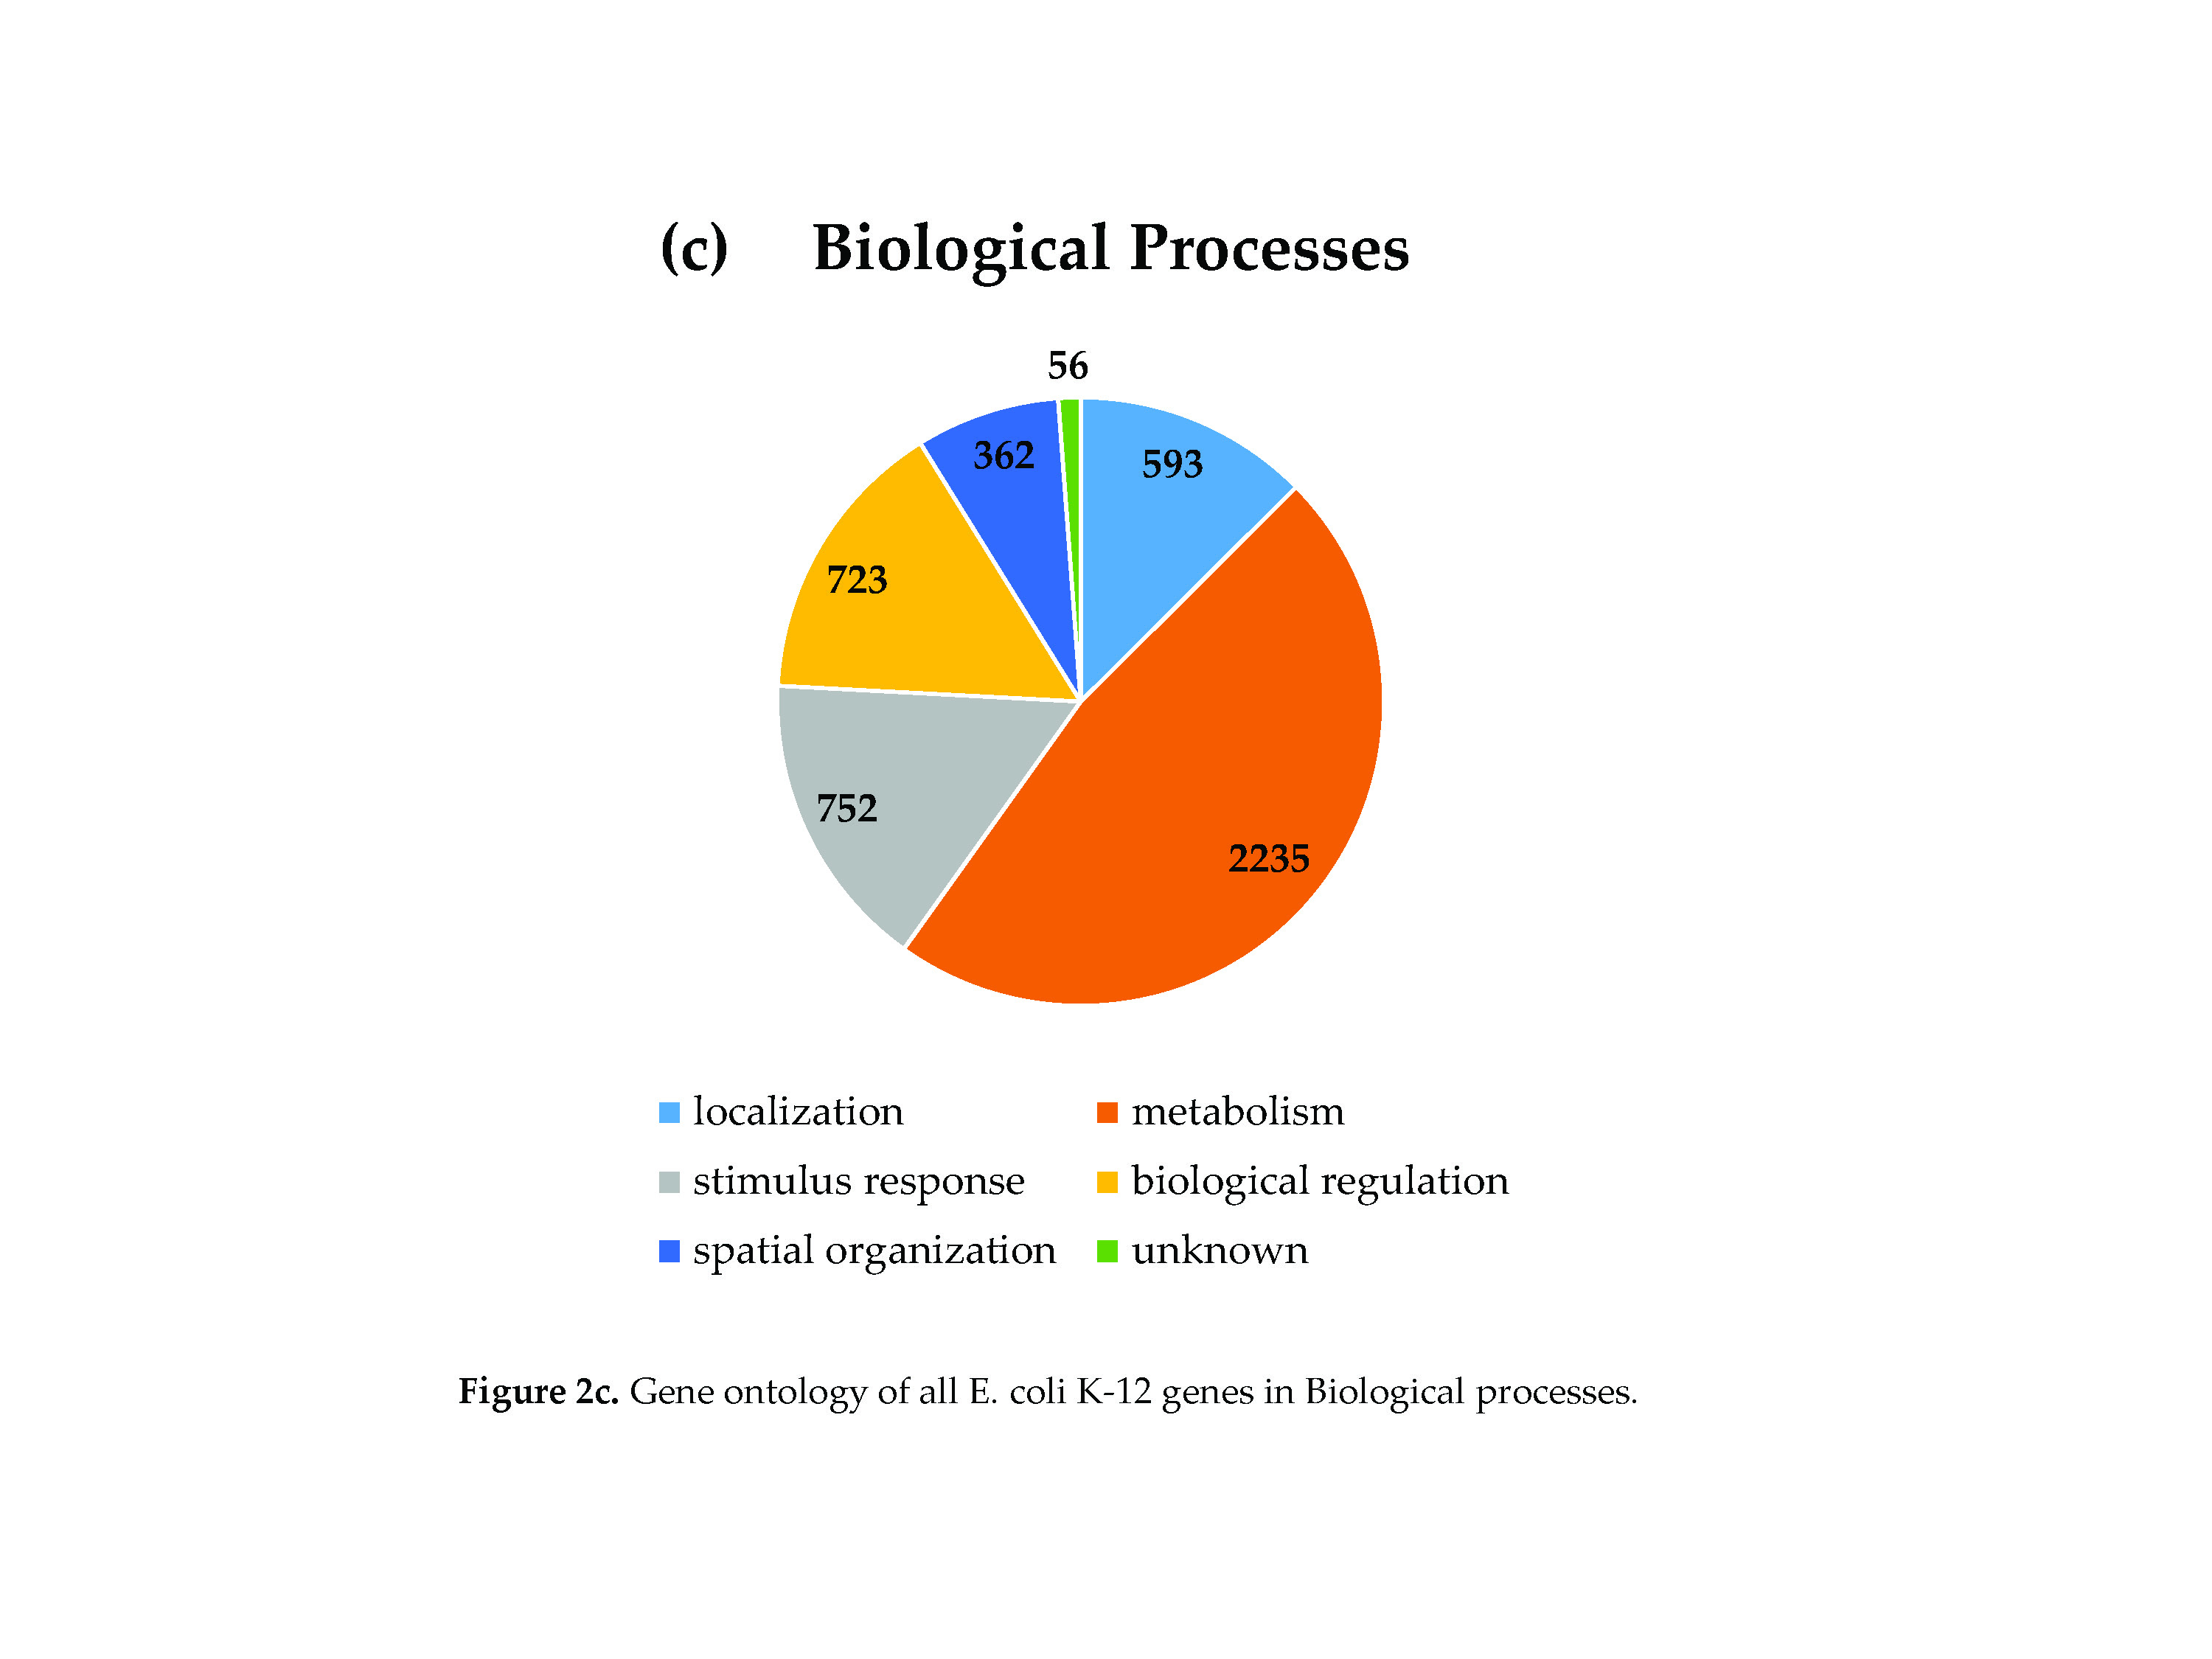 (c) Biological Processes
56
362
593
723
752
2235
localization
metabolism
stimulus response
biological regulation
spatial organization
unknown
Figure 2c. Gene ontology of all E. coli K-12 genes in Biological processes.